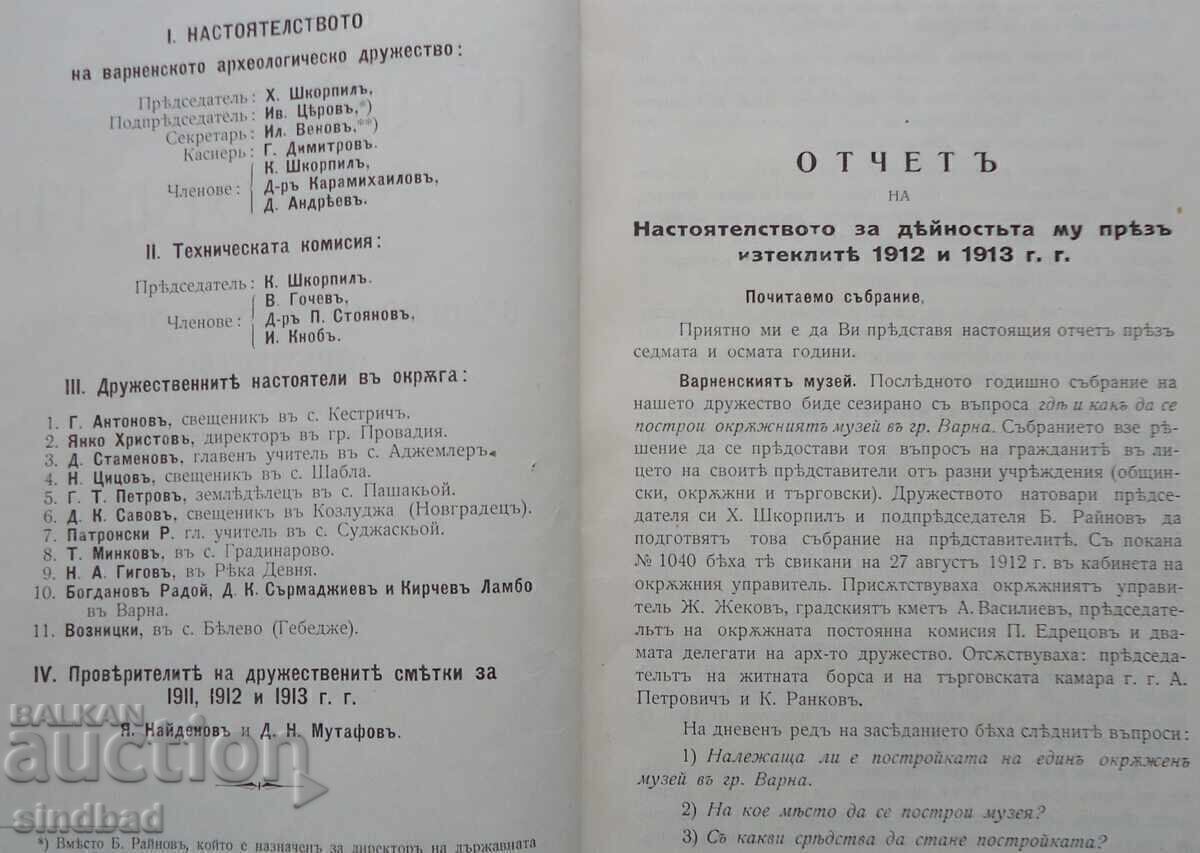 I. НАСТОЯТЕЛСТВОТО
на варненското археологическо дружество:
Прѣдседатель: Х. Шкорпилъ,
Подпрѣдседатель: Ив. Цѣровъ,*)
Секретарь: Ил. Веновъ,**)
Касиеръ: Г. Димитровъ.
К. Шкорпилъ,
Членове: Д-ръ Карамихаиловъ,
Д. Андрѣевъ.
II. Техническата комисия:
Прѣдседатель: К. Шкорпилъ.
В. Гочевъ,
Членове: Д-ръ П. Стояновъ,
И. Кнобъ.
III. Дружественнитѣ настоятели въ окрѫга:
1. Г. Антоновъ, свещеникъ въ с. Кестричъ.
2. Янко Христовъ, директоръ въ гр. Провадия.
3. Д. Стаменовъ, главенъ учитель въ с. Аджемлеръ.
4. Н. Цицовъ, свещеникъ въ с. Шабла.
5. Г. Т. Петровъ, землѣдѣлецъ въ с. Пашакьой.
6. Д. К. Савовъ, свещеникъ въ Козлуджа (Новградецъ).
7. Патронски Р. гл. учитель въ с. Суджаскьой.
8. Т. Минковъ, въ с. Градинарово.
9. Н. А. Гиговъ, въ Рѣка Девня.
10. Богдановъ Радой, Д. К. Сърмаджиев и Кирчевъ Ламбо
въ Варна.
11. Возницки, въ с. Бѣлево (Гебедже).
IV. Провѣрителитѣ на дружественитѣ смѣтки за
1911, 1912 и 1913 г. г.
Я. Найденовъ и Д. Н. Мутафовъ.
*) Вмѣсто Б. Райновъ, който е назначенъ за директоръ на държавната
BALKAN
auction
sindbad
ОТЧЕТЪ
НА
Настоятелството за дѣйностьта му прѣзъ
изтеклитѣ 1912 и 1913 г. г.
Почитаемо събрание,
Приятно ми е да Ви прѣдставя настоящия отчетъ прѣзъ
седмата и осмата години.
Варненскиятъ музей. Послѣдното годишно събрание на
нашето дружество биде сезирано съ въпроса гдѣ и какъ да се
построи окрѫжниятъ музей въ гр. Варна. Събранието взе рѣ-
шение да се прѣдостави тоя въпросъ на гражданитѣ въ ли-
цето на своитѣ прѣдставители отъ разни учрѣждения (общин-
ски, окрѫжни и търговски). Дружеството натовари прѣдсе-
дателя си Х. Шкорпилъ и подпрѣдседателя Б. Райновъ да
подготвятъ това събрание на прѣдставителитѣ. Съ покана
№ 1040 бѣха тѣ свикани на 27 августъ 1912 г. въ кабинета на
окрѫжния управитель. Присѫтствуваха окрѫжниятъ управи-
тель Ж. Жековъ, градскиятъ кметъ А. Василиевъ, прѣдседате-
льтъ на окрѫжната постоянна комисия П. Едрецовъ и два-
мата делегати на арх-то дружество. Отсѫтствуваха: прѣдседа-
тельтъ на житната борса и на търговската камара г. г. А.
Петровичъ и К. Ранковъ.
На дневенъ редъ на засѣданието бѣха слѣднитѣ въпроси:
1) Належаща ли е постройката на единъ окрѫженъ
музей въ гр. Варна.
2) На кое мѣсто да се построи музея?
3) Съ какви срѣдства да стане постройката?